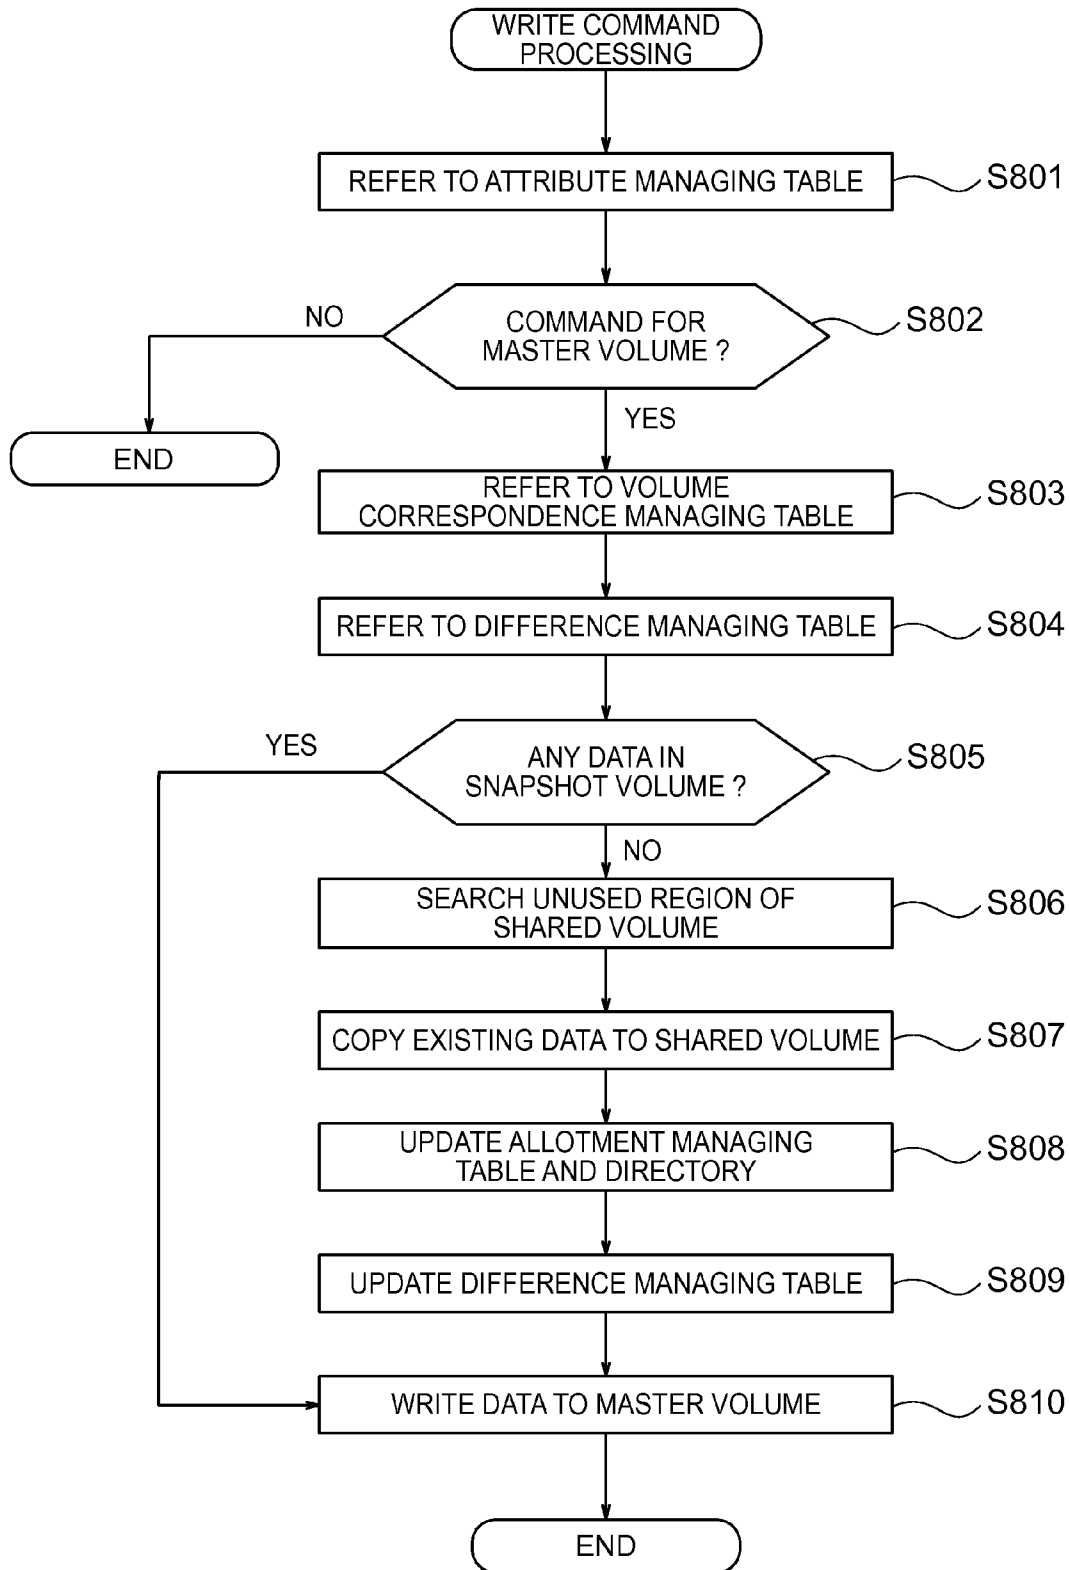 WRITE COMMAND
PROCESSING
REFER TO ATTRIBUTE MANAGING TABLE
S801
NO
COMMAND FOR
MASTER VOLUME ?
S802
YES
END
REFER TO VOLUME
CORRESPONDENCE MANAGING TABLE
S803
REFER TO DIFFERENCE MANAGING TABLE
S804
YES
ANY DATA IN
SNAPSHOT VOLUME ?
S805
NO
SEARCH UNUSED REGION OF
SHARED VOLUME
S806
COPY EXISTING DATA TO SHARED VOLUME
S807
UPDATE ALLOTMENT MANAGING
TABLE AND DIRECTORY
S808
UPDATE DIFFERENCE MANAGING TABLE
S809
WRITE DATA TO MASTER VOLUME
S810
END